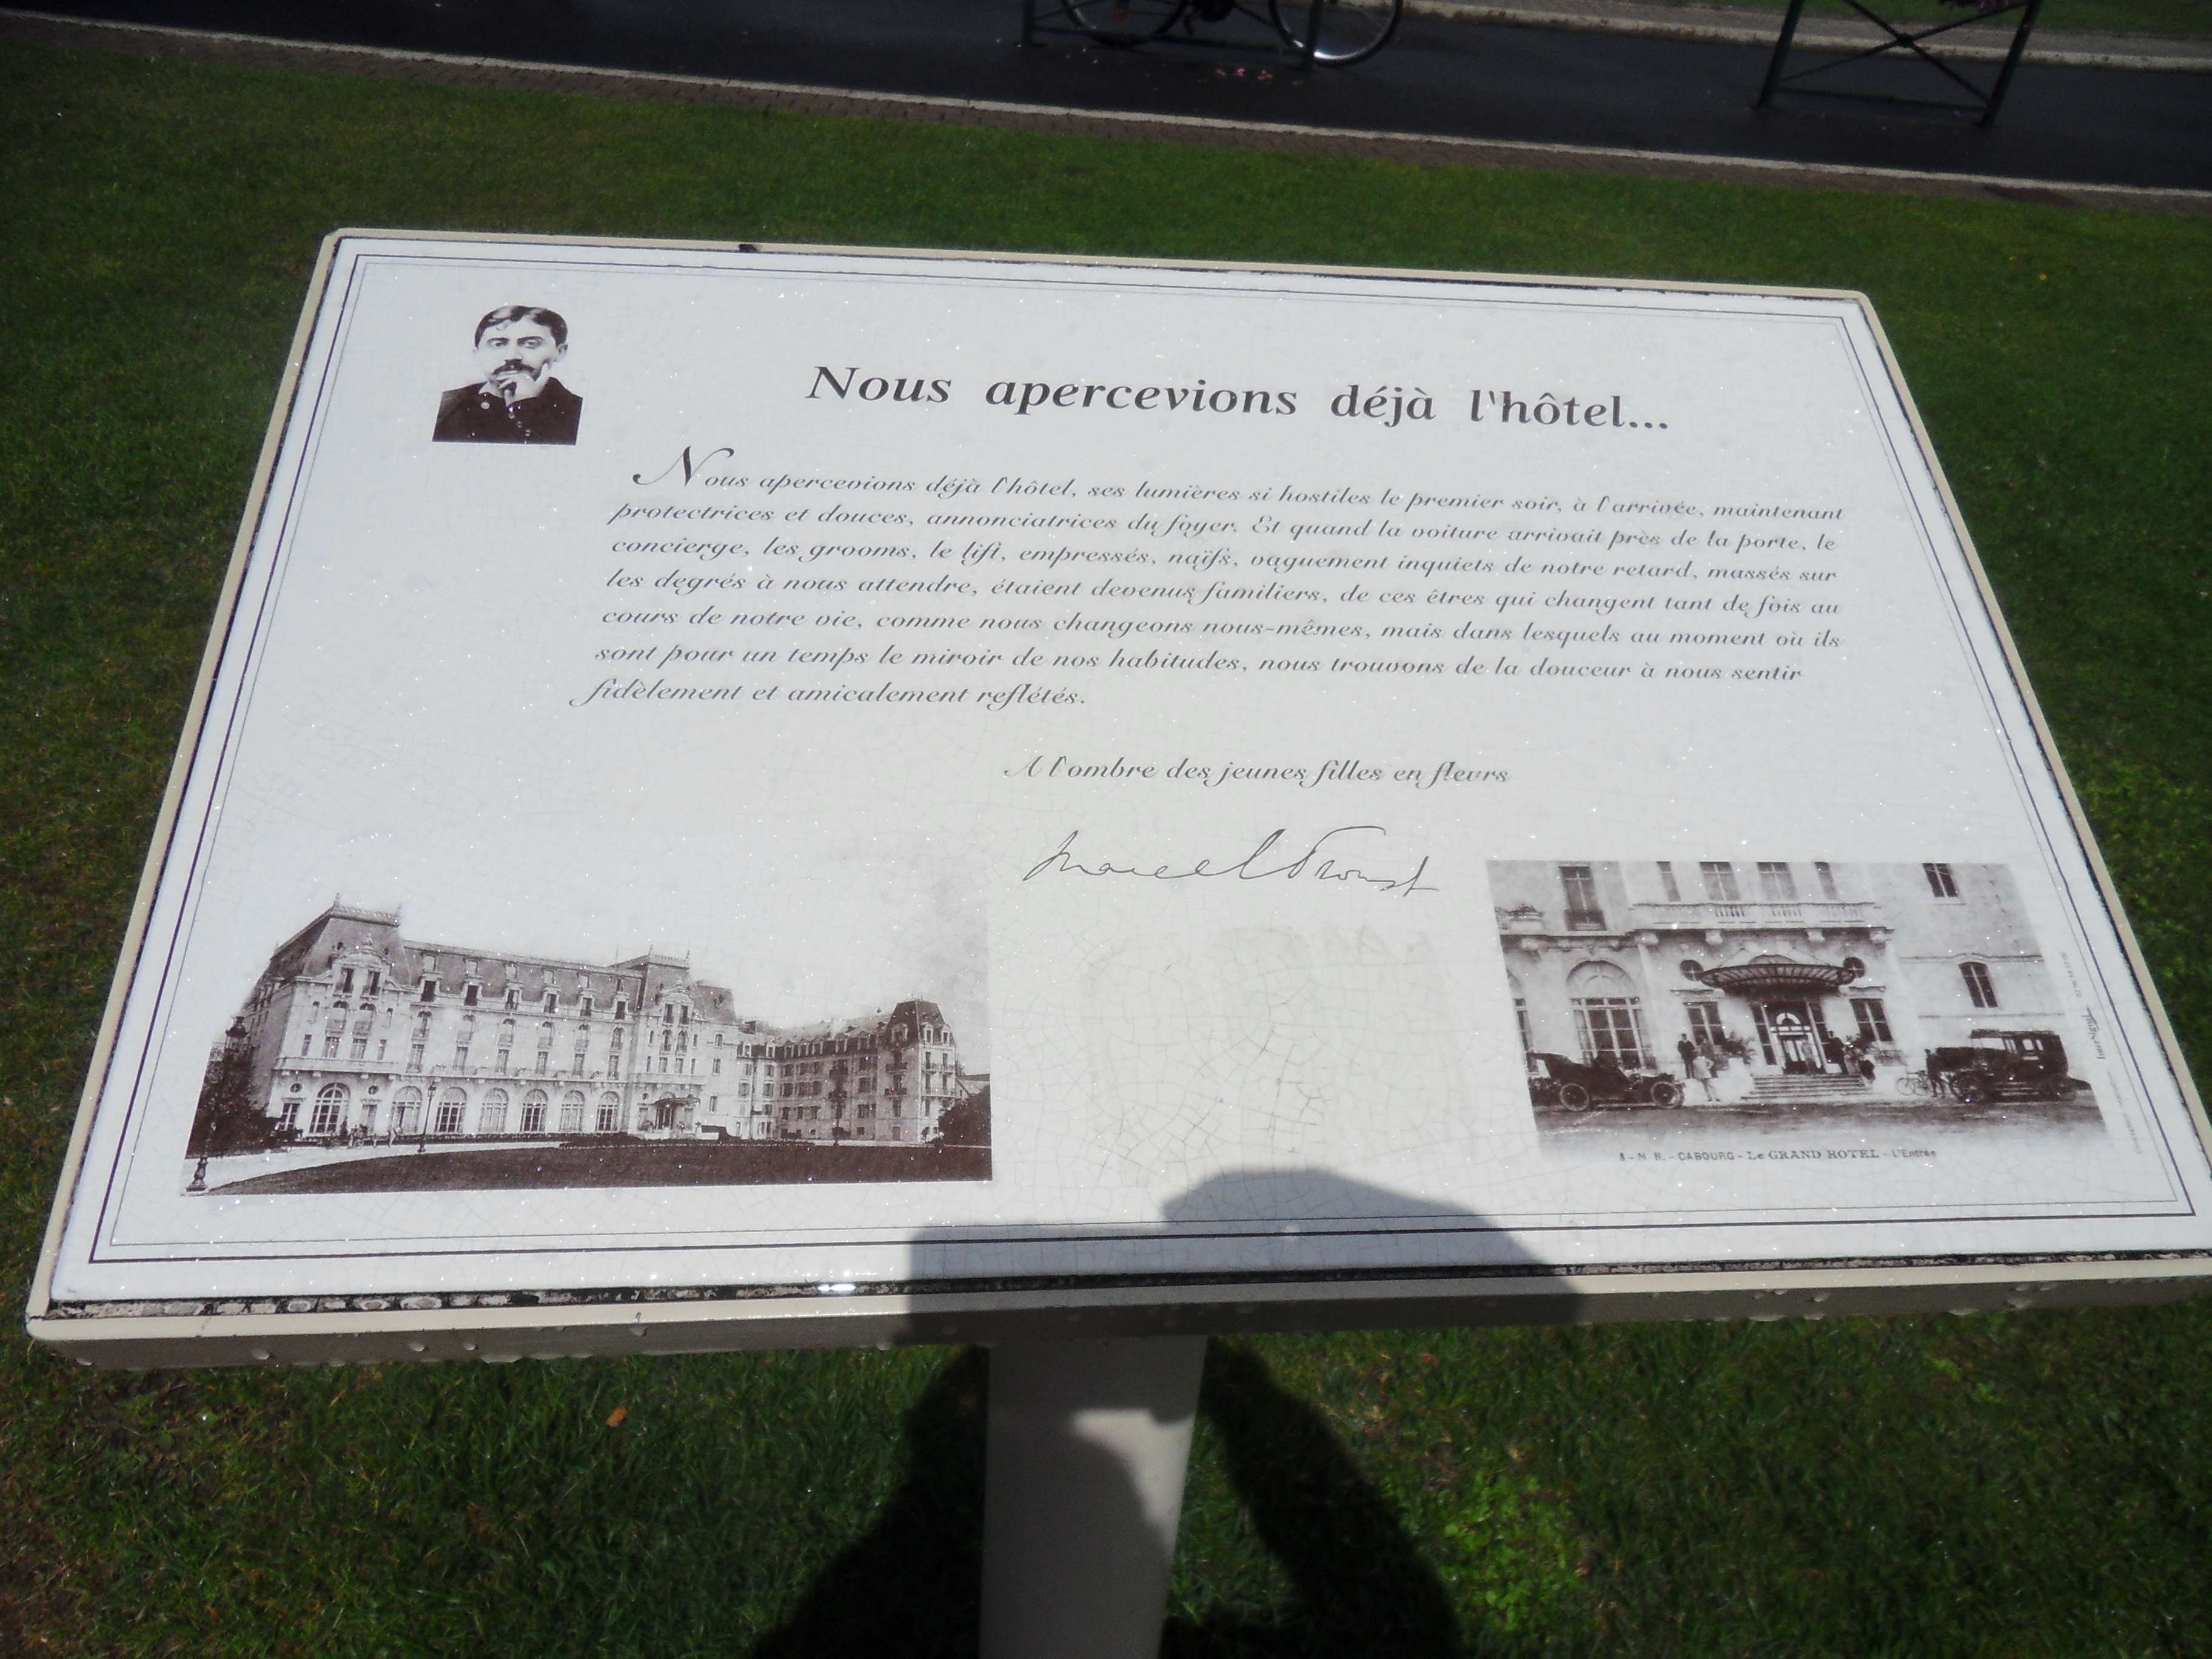 Nous apercevions déjà l'hôtel...
Nous apercevions déjà l'hôtel, ses lumières si hostiles le premier soir, à l'arrivée, maintenant
protectrices et douces, annonciatrices du foyer. Et quand la voiture arrivait près de la porte, le
concierge, les grooms, le lift, empressés, naïfs, vaguement inquiets de notre retard, massés sur
les degrés à nous attendre, étaient devenus familiers, de ces êtres qui changent tant de fois au
cours de notre vie, comme nous changeons nous-mêmes, mais dans lesquels au moment où ils
sont pour un temps le miroir de nos habitudes, nous trouvons de la douceur à nous sentir
fidèlement et amicalement reflétés.
A l'ombre des jeunes filles en fleurs
Marcel Proust
M. H. - CABOURG - Le GRAND HOTEL - L'Entrée